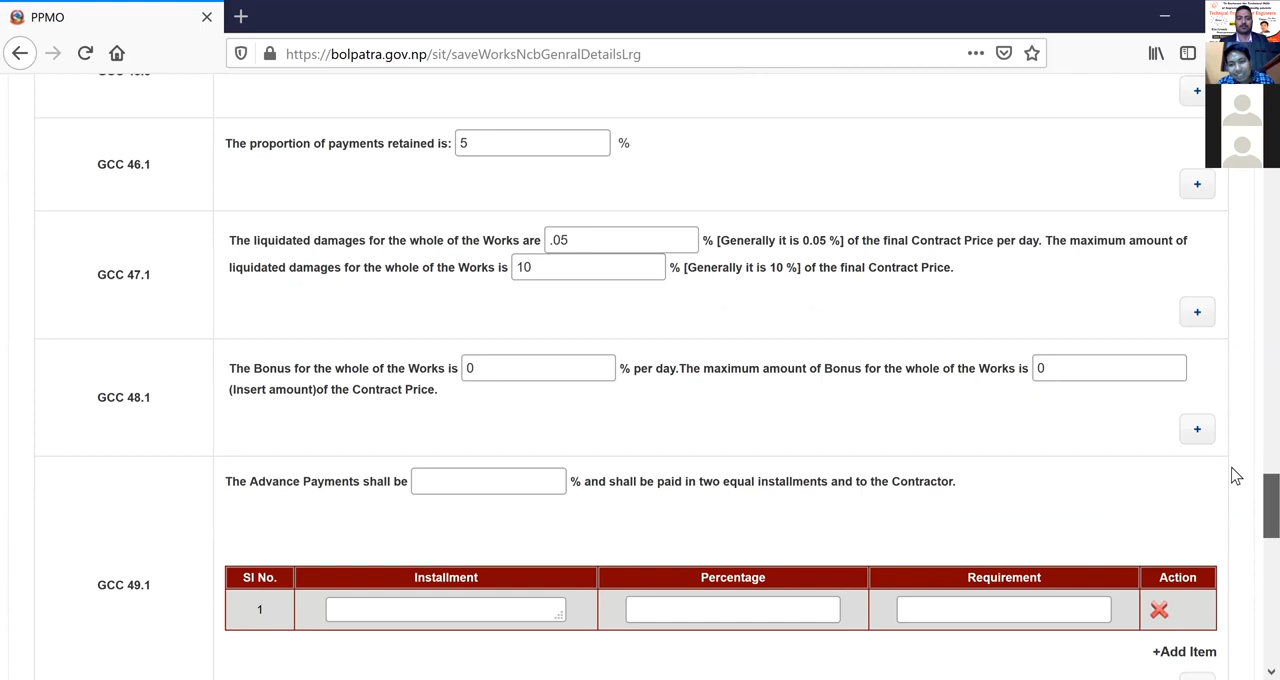 PPMO
https://bolpatra.gov.np/sit/saveWorksN
GenralDetailsLrg
The proportion of payments retained is: 5 %
GCC 46.1
+
+
The liquidated damages for the whole of the Works are .05 % [Generally it is 0.05 %] of the final Contract Price per day. The maximum amount of
liquidated damages for the whole of the Works is 10 % [Generally it is 10 %] of the final Contract Price.
GCC 47.1
+
The Bonus for the whole of the Works is 0 % per day.The maximum amount of Bonus for the whole of the Works is 0
(Insert amount)of the Contract Price.
GCC 48.1
+
The Advance Payments shall be % and shall be paid in two equal installments and to the Contractor.
GCC 49.1
SI No. Installment Percentage Requirement Action
1
+Add Item